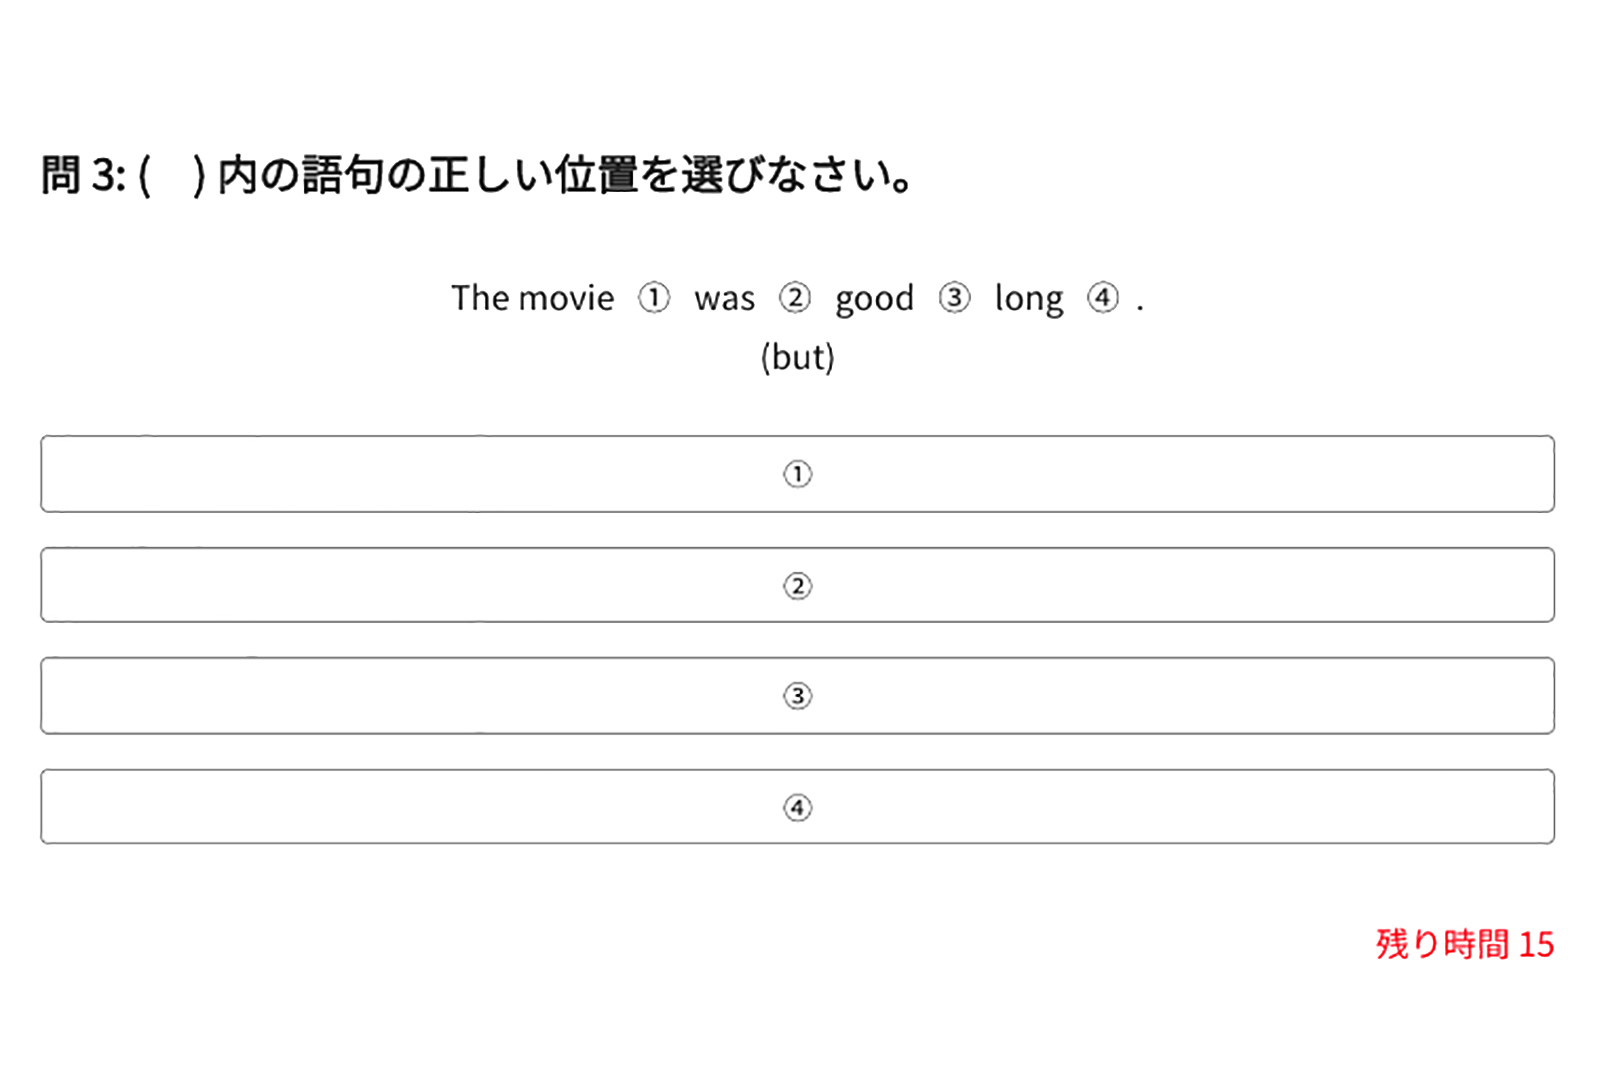 問 3: (　) 内の語句の正しい位置を選びなさい。
The movie ① was ② good ③ long ④ .
(but)
①
②
③
④
残り時間 15